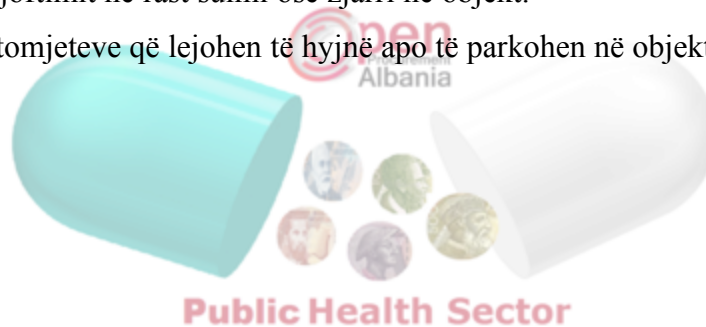 në rast sulmi ose zjarri në objekt.
tomjeteve që lejohen të hyjnë apo të parkohen në objekt
Open
Procurement
Albania
Public Health Sector